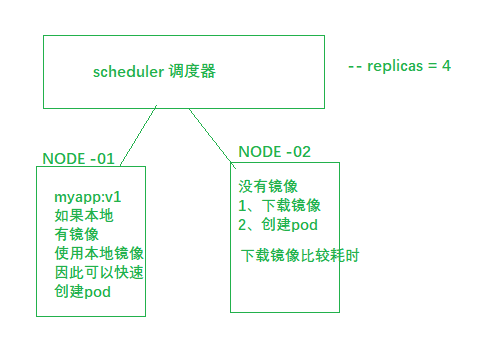 scheduler 调度器
-- replicas = 4
NODE -01
myapp:v1
如果本地
有镜像
使用本地镜像
因此可以快速
创建pod
NODE -02
没有镜像
1、下载镜像
2、创建pod
下载镜像比较耗时